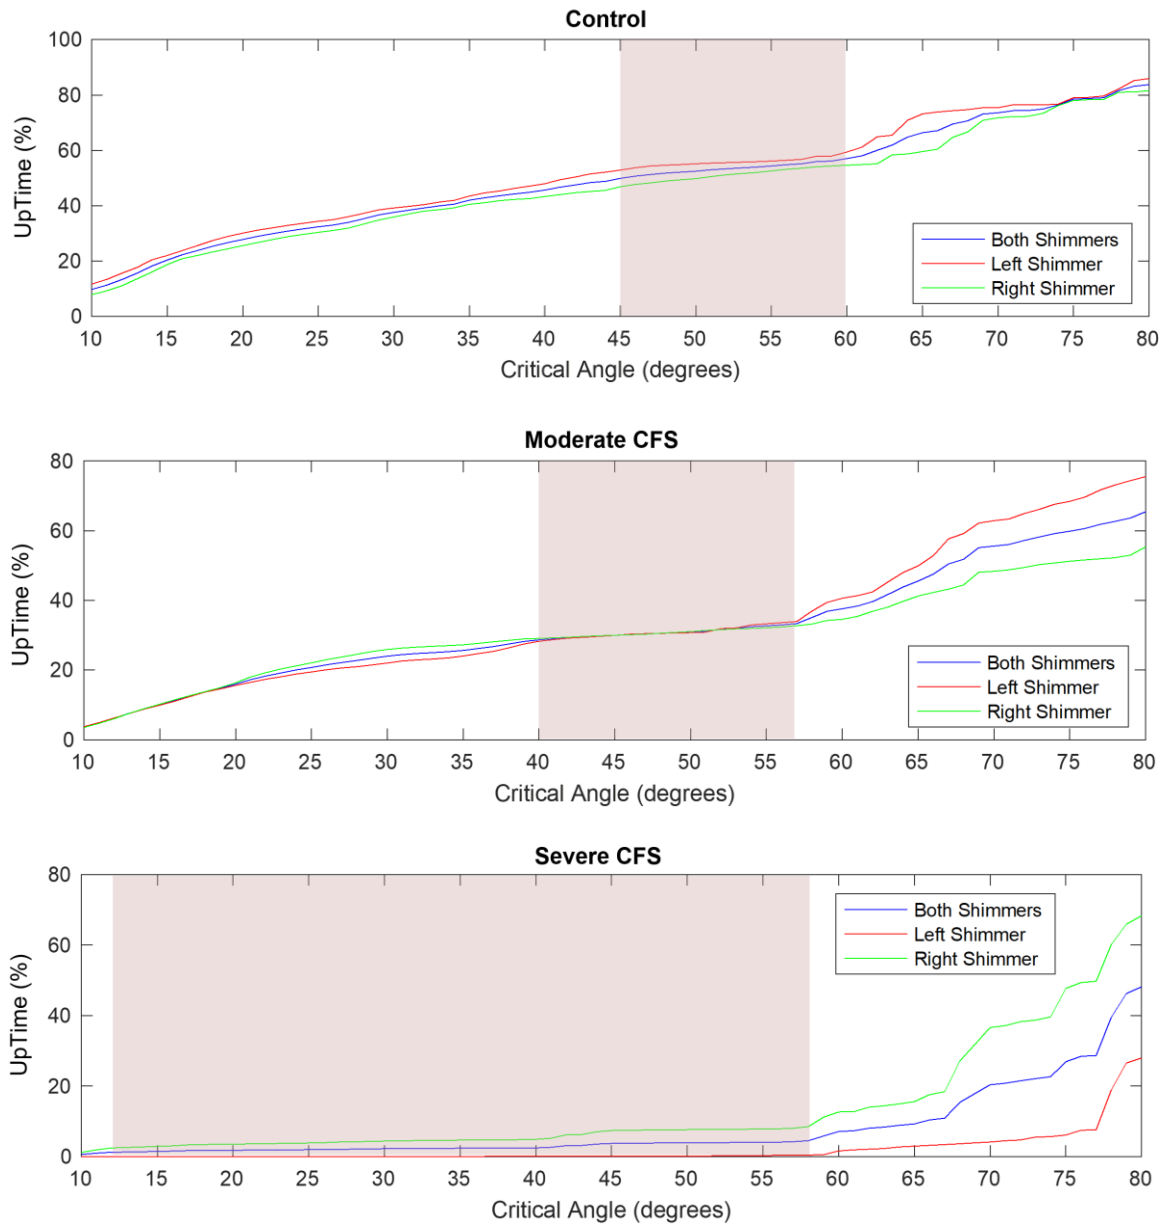 Control
100
80
60
40
20
0
UpTime (%)
10 15 20 25 30 35 40 45 50 55 60 65 70 75 80
Critical Angle (degrees)
Both Shimmers
Left Shimmer
Right Shimmer
Moderate CFS
80
60
40
20
0
UpTime (%)
10 15 20 25 30 35 40 45 50 55 60 65 70 75 80
Critical Angle (degrees)
Both Shimmers
Left Shimmer
Right Shimmer
Severe CFS
80
60
40
20
0
UpTime (%)
10 15 20 25 30 35 40 45 50 55 60 65 70 75 80
Critical Angle (degrees)
Both Shimmers
Left Shimmer
Right Shimmer